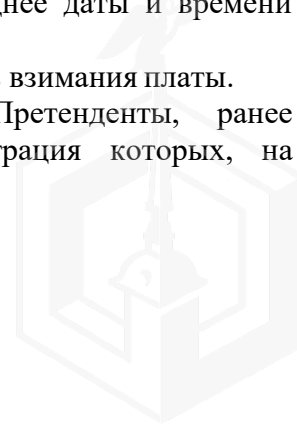 днее даты и времени
взимания платы.
Претенденты, ранее
трация которых, на